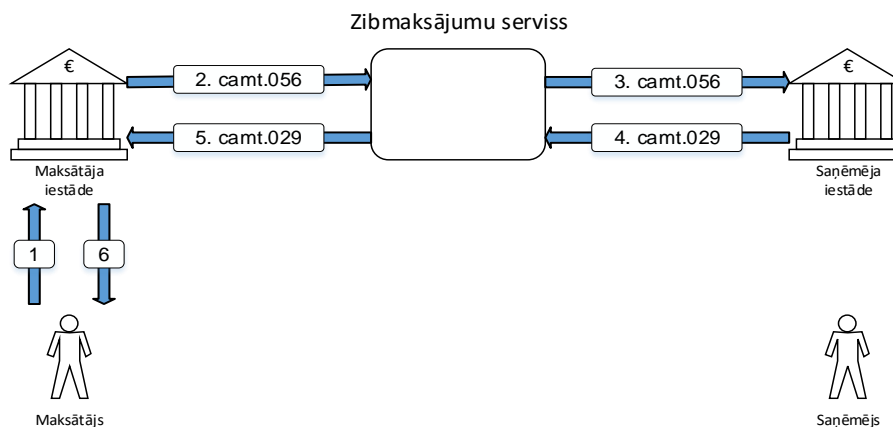 Zibmaksājumu serviss
€
€
2. camt.056
3. camt.056
5. camt.029
4. camt.029
Maksātāja
iestāde
Saņēmēja
iestāde
1
6
Maksātājs
Saņēmējs